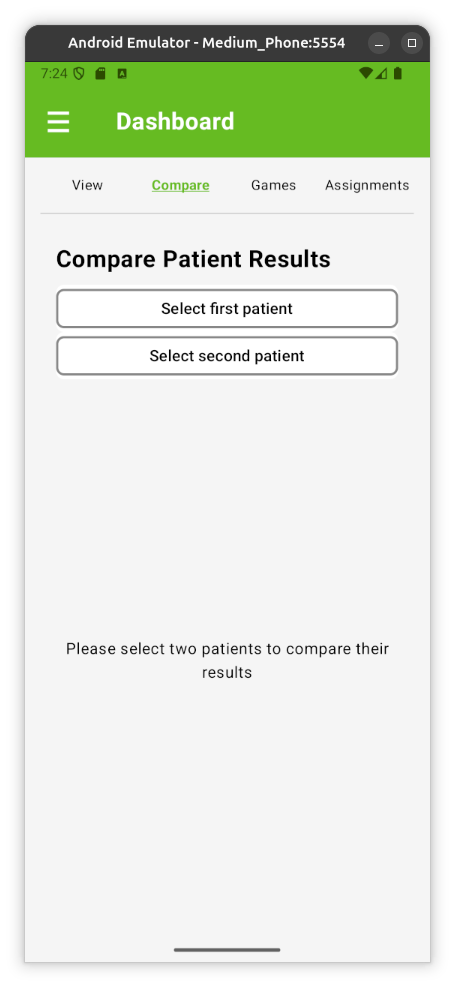 Android Emulator - Medium_Phone:5554
7:24
Dashboard
View Compare Games Assignments
Compare Patient Results
Select first patient
Select second patient
Please select two patients to compare their
results